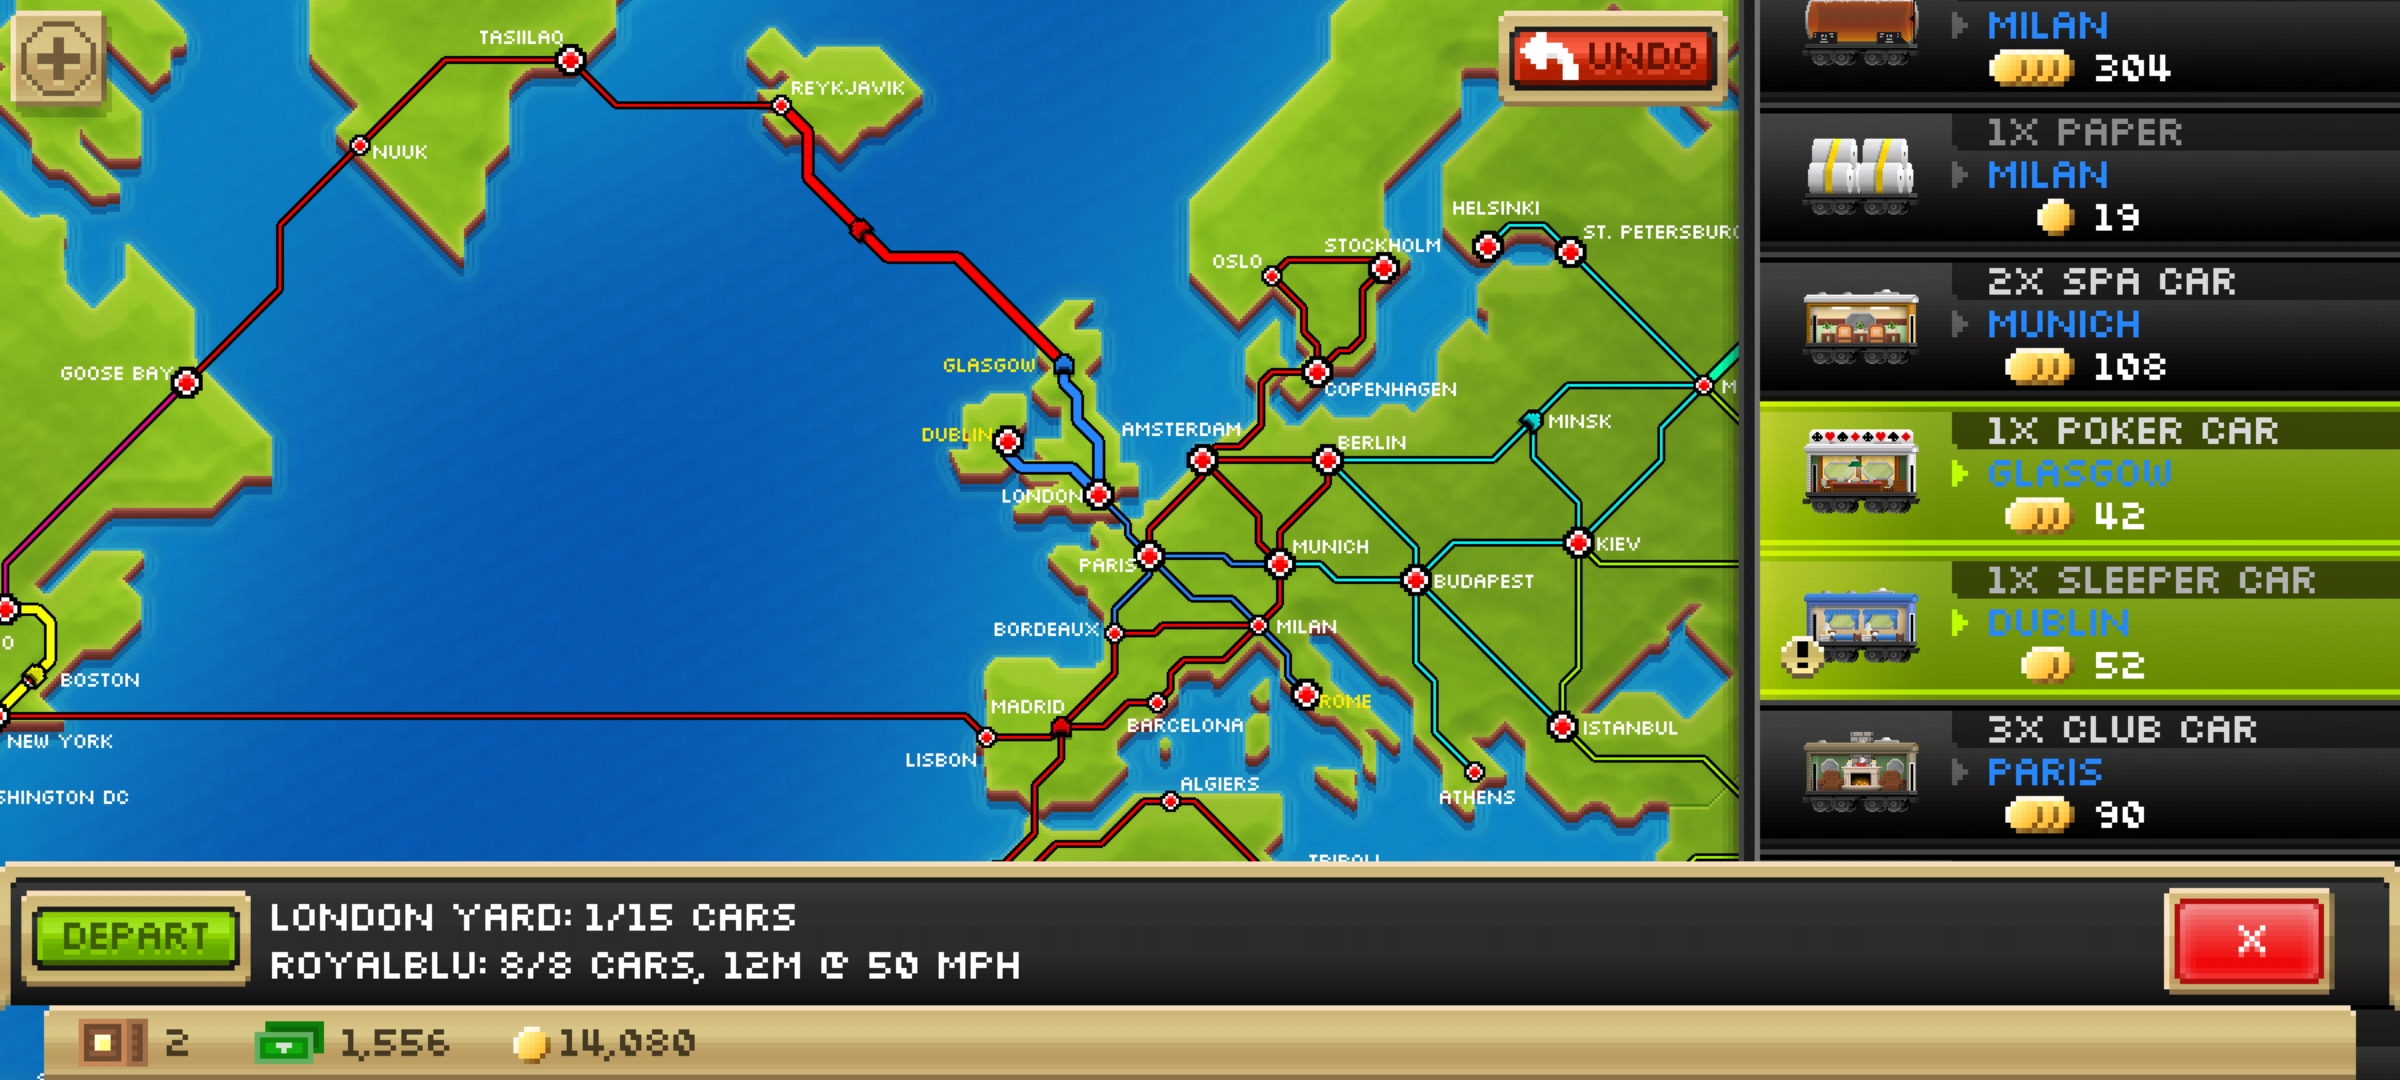 TASIILAQ
REYKJAVIK
NUUK
GOOSE BAY
BOSTON
NEW YORK
SHINGTON DC
O
GLASGOW
DUBLIN
LONDON
AMSTERDAM
OSLO
STOCKHOLM
COPENHAGEN
HELSINKI
ST. PETERSBURG
M
MINSK
BERLIN
MUNICH
PARIS
KIEV
BUDAPEST
BORDEAUX
MILAN
ROME
MADRID
BARCELONA
LISBON
ISTANBUL
ATHENS
ALGIERS
TRIPOLI
UNDO
MILAN
304
1X PAPER
MILAN
19
2X SPA CAR
MUNICH
108
1X POKER CAR
GLASGOW
42
1X SLEEPER CAR
DUBLIN
52
3X CLUB CAR
PARIS
90
DEPART
LONDON YARD: 1/15 CARS
ROYALBLU: 8/8 CARS, 12M @ 50 MPH
X
2
1,556
14,080